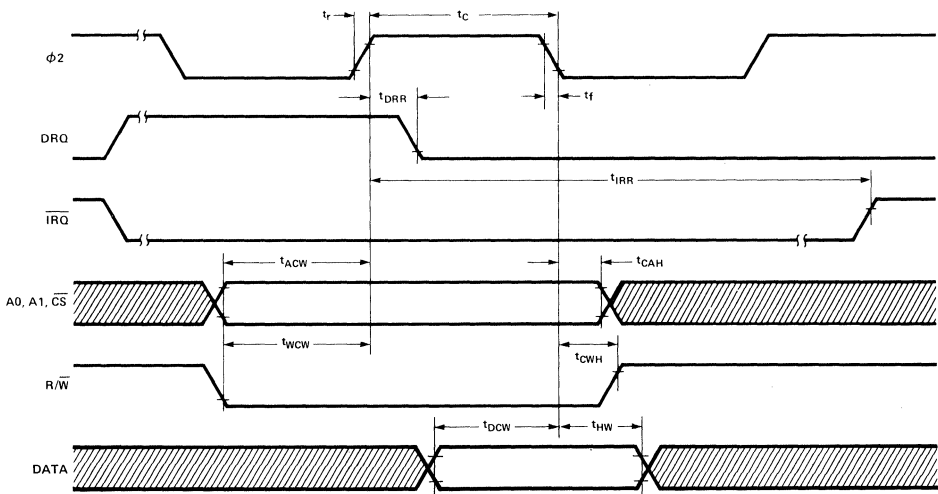 tr
tC
ϕ2
tDRR
tf
DRQ
tIRR
IRQ
tACW
tCAH
A0, A1, CS
tWCW
tCWH
R/W
tDCW
tHW
DATA